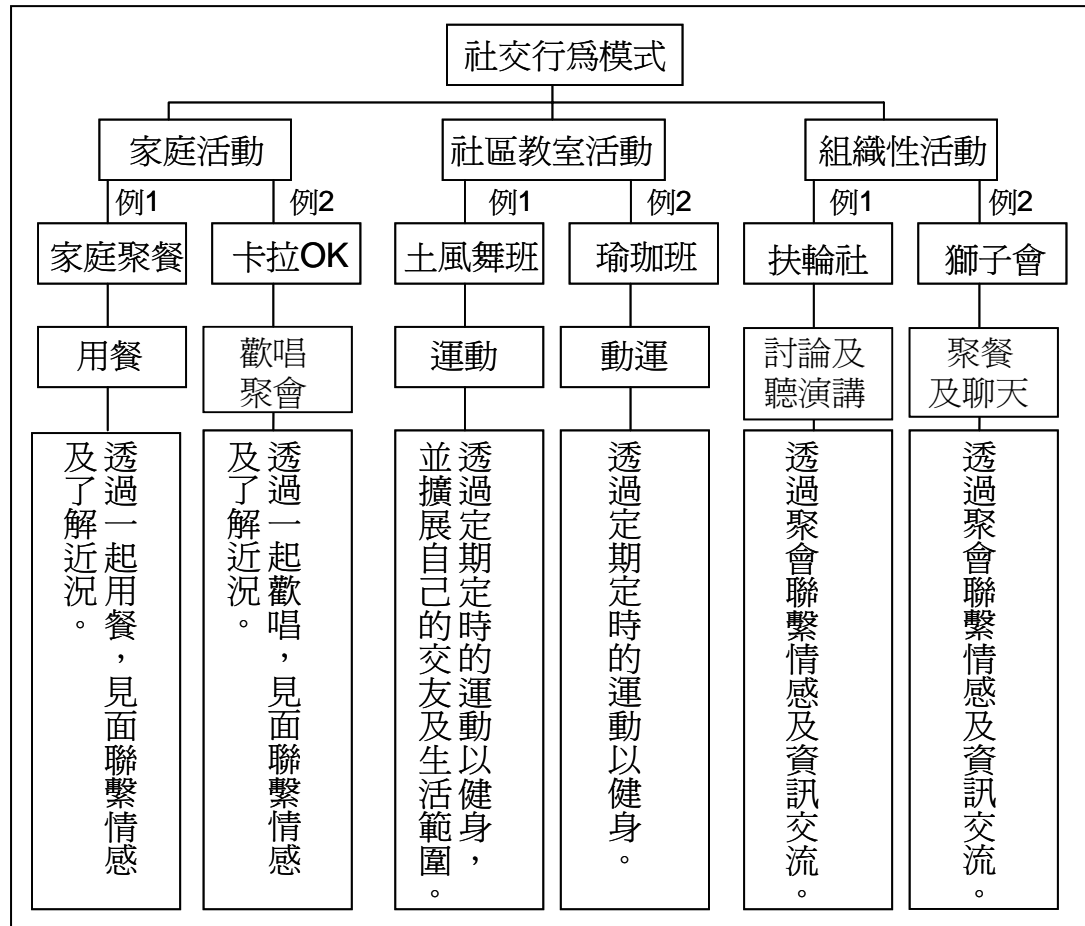 社交行爲模式
家庭活動
社區教室活動
組織性活動
例1
例2
例1
例2
例1
例2
家庭聚餐
卡拉OK
土風舞班
瑜珈班
扶輪社
獅子會
用餐
歡唱
聚會
運動
動運
討論及
聽演講
聚餐
及聊天
透過一起用餐，見面聯繫情感
及了解近況。
透過一起歡唱，見面聯繫情感
及了解近況。
透過定期定時的運動以健身，
並擴展自己的交友及生活範圍。
透過定期定時的運動以健身。
透過聚會聯繫情感及資訊交流。
透過聚會聯繫情感及資訊交流。